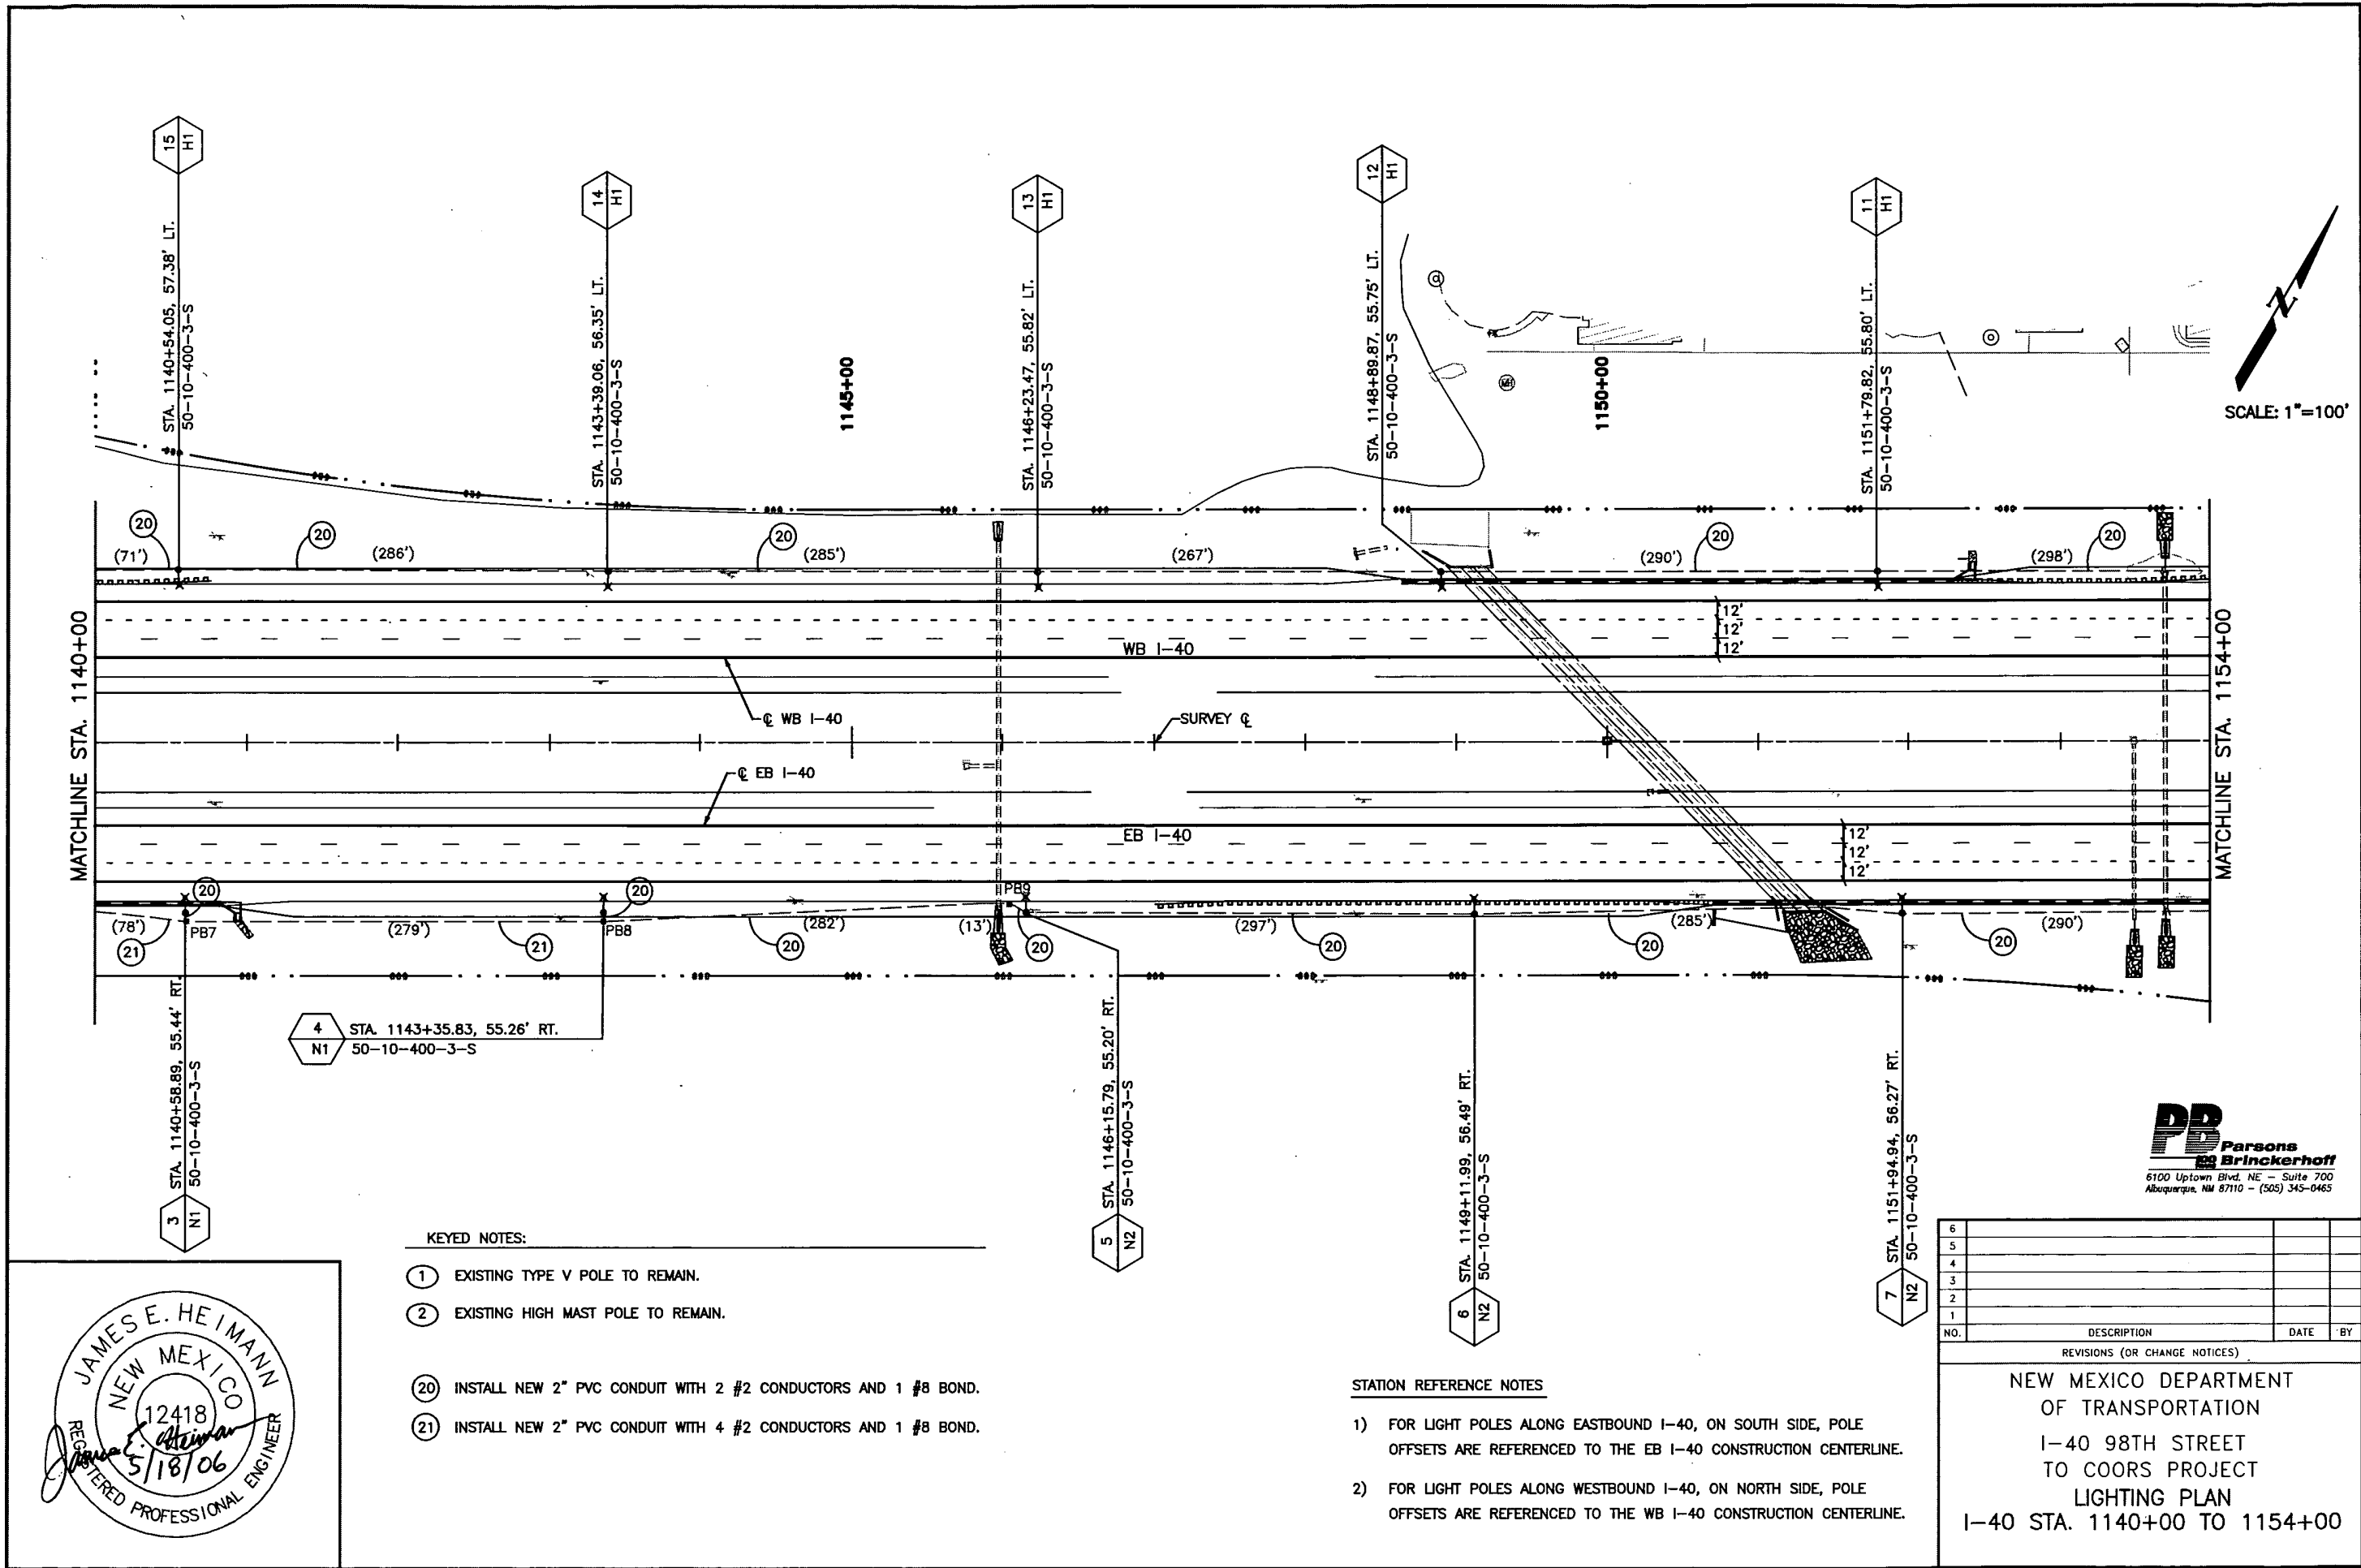 15
H1
STA. 1140+54.05, 57.38' LT.
50-10-400-3-S
14
H1
STA. 1143+39.06, 56.35' LT.
50-10-400-3-S
1145+00
13
H1
STA. 1146+23.47, 55.82' LT.
50-10-400-3-S
12
H1
STA. 1148+89.87, 55.75' LT.
50-10-400-3-S
1150+00
11
H1
STA. 1151+79.82, 55.80' LT.
50-10-400-3-S
MH
N
SCALE: 1"=100'
20
(71')
20
(286')
20
(285')
(267')
(290')
20
(298')
20
MATCHLINE STA. 1140+00
MATCHLINE STA. 1154+00
12'
12'
12'
WB I-40
℄ WB I-40
SURVEY ℄
℄ EB I-40
EB I-40
12'
12'
12'
20
20
PB9
(78')
21
PB7
(279')
21
PB8
20
(282')
(13')
20
(297')
20
20
(285')
20
(290')
3
N1
STA. 1140+58.89, 55.44' RT.
50-10-400-3-S
4
N1
STA. 1143+35.83, 55.26' RT.
50-10-400-3-S
5
N2
STA. 1146+15.79, 55.20' RT.
50-10-400-3-S
6
N2
STA. 1149+11.99, 56.49' RT.
50-10-400-3-S
7
N2
STA. 1151+94.94, 56.27' RT.
50-10-400-3-S
KEYED NOTES:
1 EXISTING TYPE V POLE TO REMAIN.
2 EXISTING HIGH MAST POLE TO REMAIN.
20 INSTALL NEW 2" PVC CONDUIT WITH 2 #2 CONDUCTORS AND 1 #8 BOND.
21 INSTALL NEW 2" PVC CONDUIT WITH 4 #2 CONDUCTORS AND 1 #8 BOND.
STATION REFERENCE NOTES
1) FOR LIGHT POLES ALONG EASTBOUND I-40, ON SOUTH SIDE, POLE
OFFSETS ARE REFERENCED TO THE EB I-40 CONSTRUCTION CENTERLINE.
2) FOR LIGHT POLES ALONG WESTBOUND I-40, ON NORTH SIDE, POLE
OFFSETS ARE REFERENCED TO THE WB I-40 CONSTRUCTION CENTERLINE.
JAMES E. HEIMANN
NEW MEXICO
12418
James E. Heimann
5/18/06
REGISTERED PROFESSIONAL ENGINEER
PB
Parsons
Brinckerhoff
6100 Uptown Blvd. NE - Suite 700
Albuquerque, NM 87110 - (505) 345-0465
6
5
4
3
2
1
NO. DESCRIPTION DATE BY
REVISIONS (OR CHANGE NOTICES)
NEW MEXICO DEPARTMENT
OF TRANSPORTATION
I-40 98TH STREET
TO COORS PROJECT
LIGHTING PLAN
I-40 STA. 1140+00 TO 1154+00